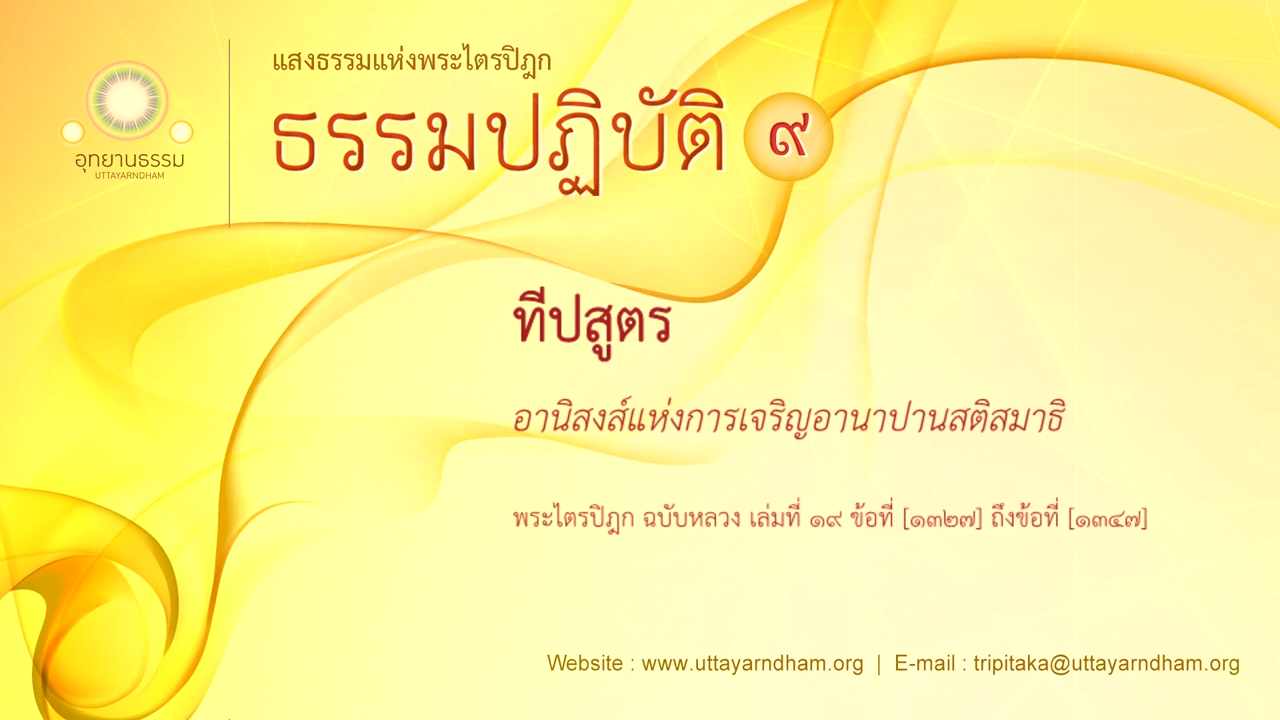 แสงธรรมแห่งพระไตรปิฎก
ธรรมปฏิบัติ ๙
อุทยานธรรม
UTTAYARNDHAM
ทีปสูตร
อานิสงส์แห่งการเจริญอานาปานสติสมาธิ
พระไตรปิฎก ฉบับหลวง เล่มที่ ๑๙ ข้อที่ [๑๓๒๗] ถึงข้อที่ [๑๓๔๗]
Website : www.uttayarndham.org | E-mail : tripitaka@uttayarndham.org